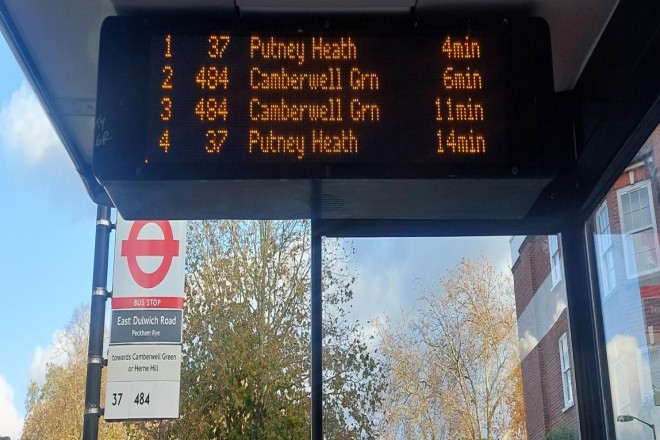 1 37 Putney Heath 4min
2 484 Camberwell Grn 6min
3 484 Camberwell Grn 11min
4 37 Putney Heath 14min
BUS STOP
East Dulwich Road
Peckham Rye
towards Camberwell Green
or Herne Hill
37 484